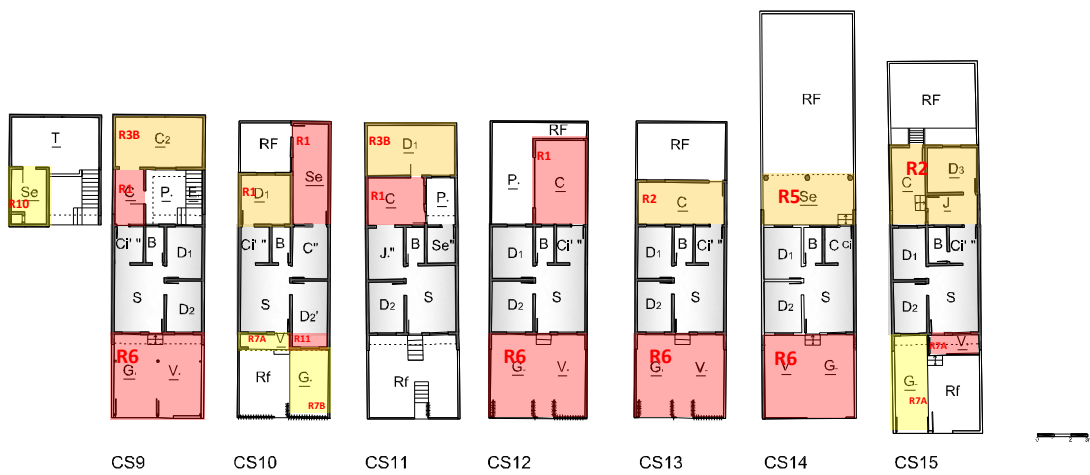 T
Se
R10
R3B C2
R1
C P. E
Ci' " B D1
S
D2
R6
G. V.
CS9
RF
R1
Se
R1 D1
Ci' " B C"
S D2'
R7A V R11
Rf G.
R7B
CS10
R3B D1
R1 C P.
J." B Se"
D2 S
Rf
CS11
RF
P. R1
C
D1 B Ci' "
D2 S
R6
G. V.
CS12
RF
R2 C
D1 B Ci' "
D2 S
R6
G. V.
CS13
RF
R5
Se
D1 B C Ci
D2 S
R6 V G.
CS14
RF
C R2 D3
J
D1 B Ci' "
D2 S
R7A V.
G. Rf
R7A
CS15